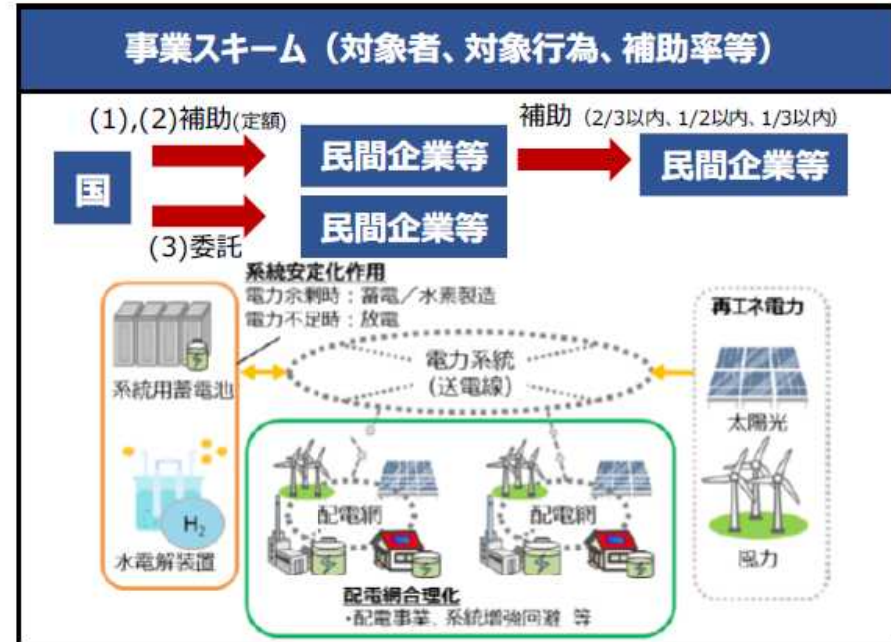 事業スキーム（対象者、対象行為、補助率等）
(1),(2)補助(定額)
補助（2/3以内、1/2以内、1/3以内）
国
民間企業等
民間企業等
民間企業等
(3)委託
系統安定化作用
電力余剰時：蓄電／水素製造
電力不足時：放電
再エネ電力
電力系統
(送電線)
系統用蓄電池
太陽光
配電網
配電網
H₂
水電解装置
風力
配電網合理化
・配電事業、系統増強回避 等